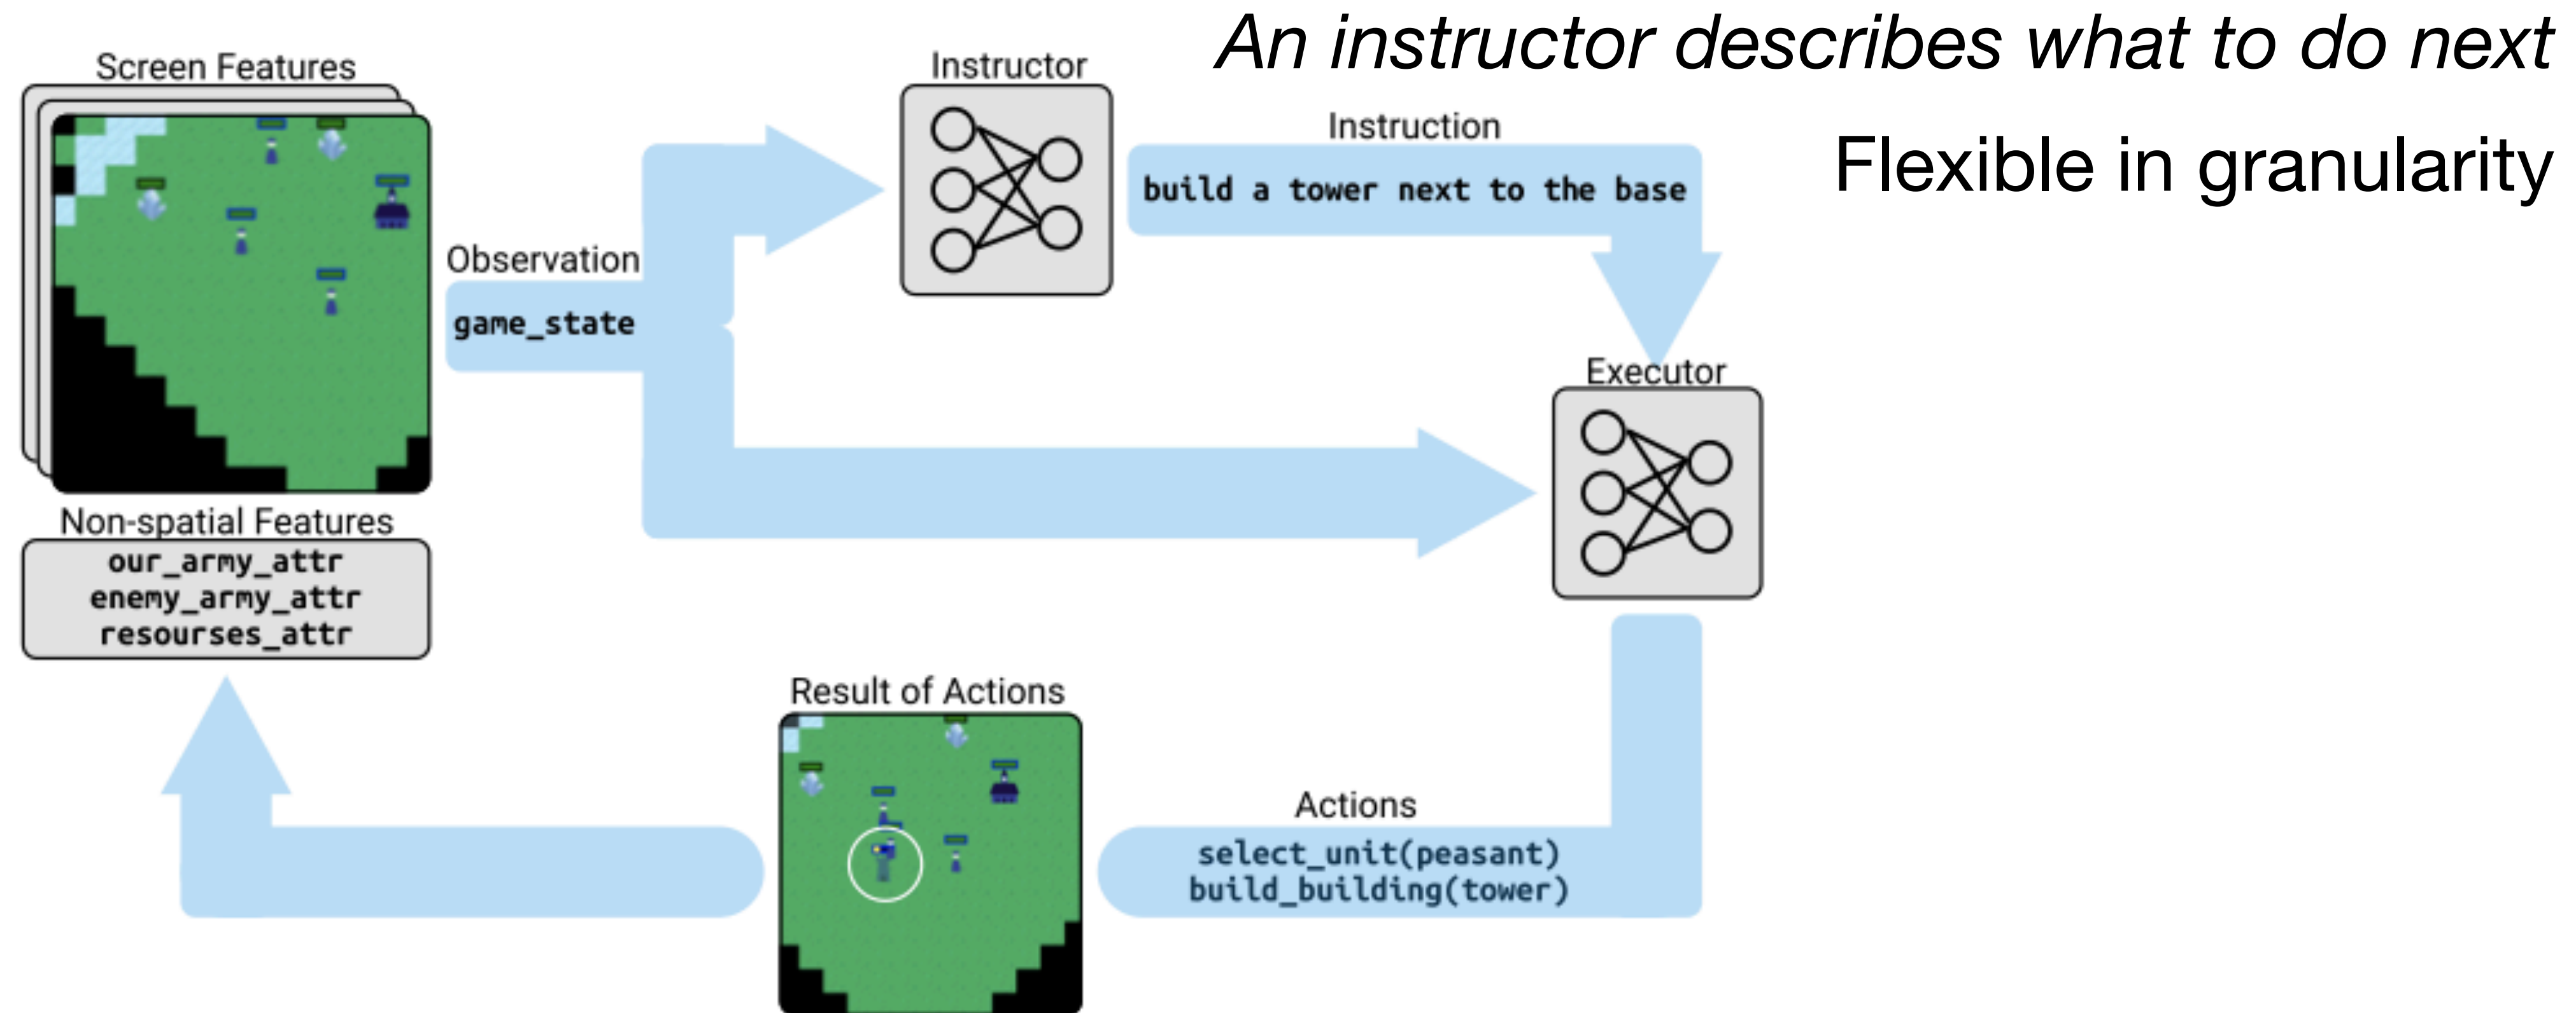 An instructor describes what to do next
Flexible in granularity
Screen Features
Instructor
Instruction
build a tower next to the base
Observation
game_state
Executor
Non-spatial Features
our_army_attr
enemy_army_attr
resourses_attr
Result of Actions
Actions
select_unit(peasant)
build_building(tower)